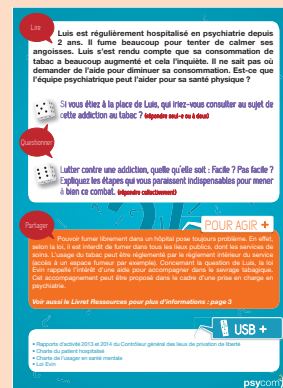 Lire
Luis est régulièrement hospitalisé en psychiatrie depuis
2 ans. Il fume beaucoup pour tenter de calmer ses
angoisses. Luis s'est rendu compte que sa consommation de
tabac a beaucoup augmenté et cela l'inquiète. Il ne sait pas où
demander de l'aide pour diminuer sa consommation. Est-ce que
l'équipe psychiatrique peut l'aider pour sa santé physique ?
Si vous étiez à la place de Luis, qui iriez-vous consulter au sujet de
cette addiction au tabac ? (répondre seul-e ou à deux)
Questionner
Lutter contre une addiction, quelle qu'elle soit : Facile ? Pas facile ?
Expliquez les étapes qui vous paraissent indispensables pour mener
à bien ce combat. (répondre collectivement)
Partager
POUR AGIR +
Pouvoir fumer librement dans un hôpital pose toujours problème. En effet,
selon la loi, il est interdit de fumer dans tous les lieux publics, dont les services de
soins. L'usage du tabac peut être réglementé par le règlement intérieur du service
(accès à un espace fumeur par exemple). Concernant la question de Luis, la loi
Evin rappelle l'intérêt d'une aide pour accompagner dans le sevrage tabagique.
Cet accompagnement peut être proposé dans le cadre d'une prise en charge en
psychiatrie.
Voir aussi le Livret Ressources pour plus d'informations : page 3
USB +
• Rapports d'activité 2013 et 2014 du Contrôleur général des lieux de privation de liberté
• Charte du patient hospitalisé
• Charte de l'usager en santé mentale
• Loi Evin
psycom